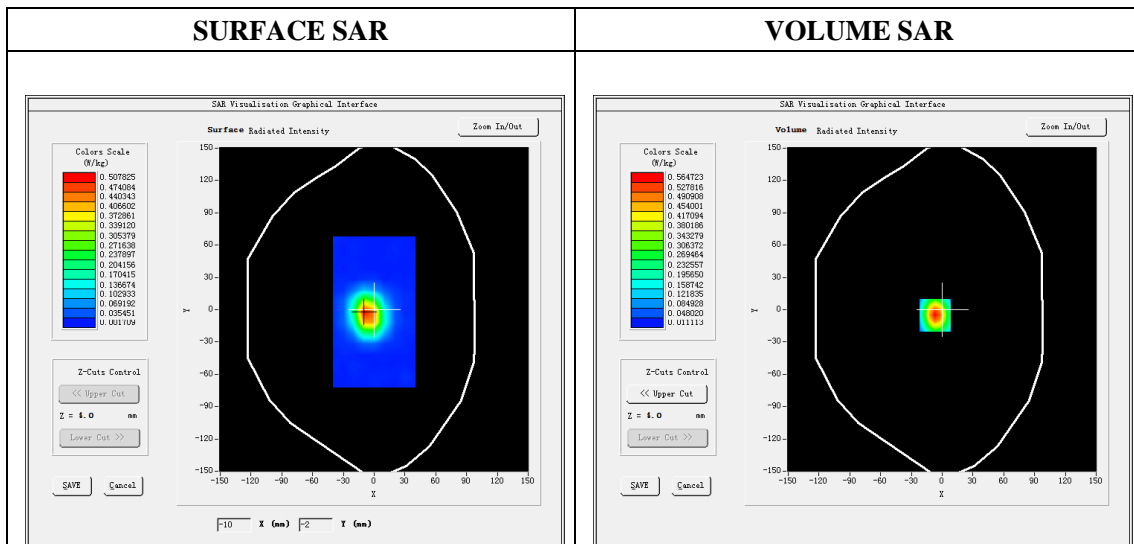 SURFACE SAR
VOLUME SAR
SAR Visualisation Graphical Interface
Surface Radiated Intensity
Zoom In/Out
Colors Scale
(W/kg)
0.507825
0.474084
0.440343
0.406602
0.372861
0.339120
0.305379
0.271638
0.237897
0.204156
0.170415
0.136674
0.102933
0.069192
0.035451
0.001709
Z-Cuts Control
<< Upper Cut
Z = 4.0 mm
Lower Cut >>
SAVE Cancel
150
120
90
60
30
0
-30
-60
-90
-120
-150
Y
-150 -120 -90 -60 -30 0 30 60 90 120 150
X
-10 X (mm) -2 Y (mm)
SAR Visualisation Graphical Interface
Volume Radiated Intensity
Zoom In/Out
Colors Scale
(W/kg)
0.564723
0.527816
0.490908
0.454001
0.417094
0.380186
0.343279
0.306372
0.269464
0.232557
0.195650
0.158742
0.121835
0.084928
0.048020
0.011113
Z-Cuts Control
<< Upper Cut
Z = 4.0 mm
Lower Cut >>
SAVE Cancel
150
120
90
60
30
0
-30
-60
-90
-120
-150
Y
-150 -120 -90 -60 -30 0 30 60 90 120 150
X